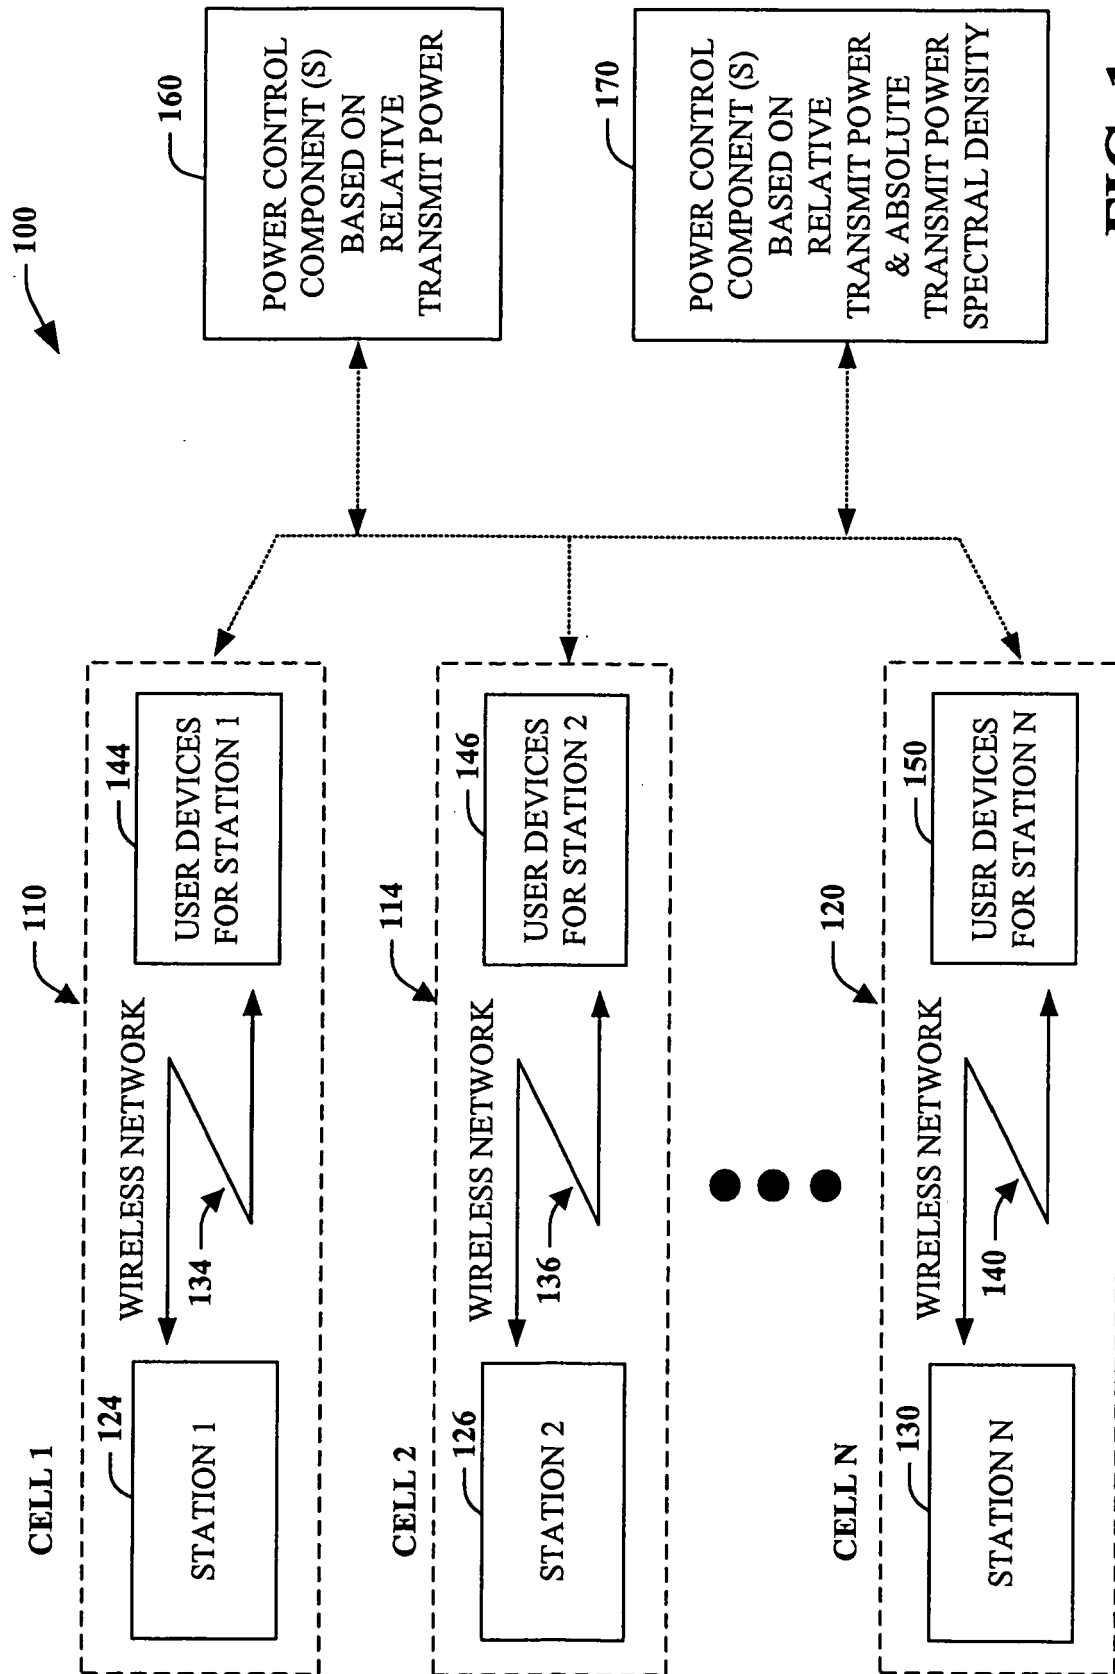 100
CELL 1
110
124
STATION 1
WIRELESS NETWORK
134
144
USER DEVICES
FOR STATION 1
CELL 2
114
126
STATION 2
WIRELESS NETWORK
136
146
USER DEVICES
FOR STATION 2
CELL N
120
130
STATION N
WIRELESS NETWORK
140
150
USER DEVICES
FOR STATION N
160
POWER CONTROL
COMPONENT (S)
BASED ON
RELATIVE
TRANSMIT POWER
170
POWER CONTROL
COMPONENT (S)
BASED ON
RELATIVE
TRANSMIT POWER
& ABSOLUTE
TRANSMIT POWER
SPECTRAL DENSITY
FIG. 1